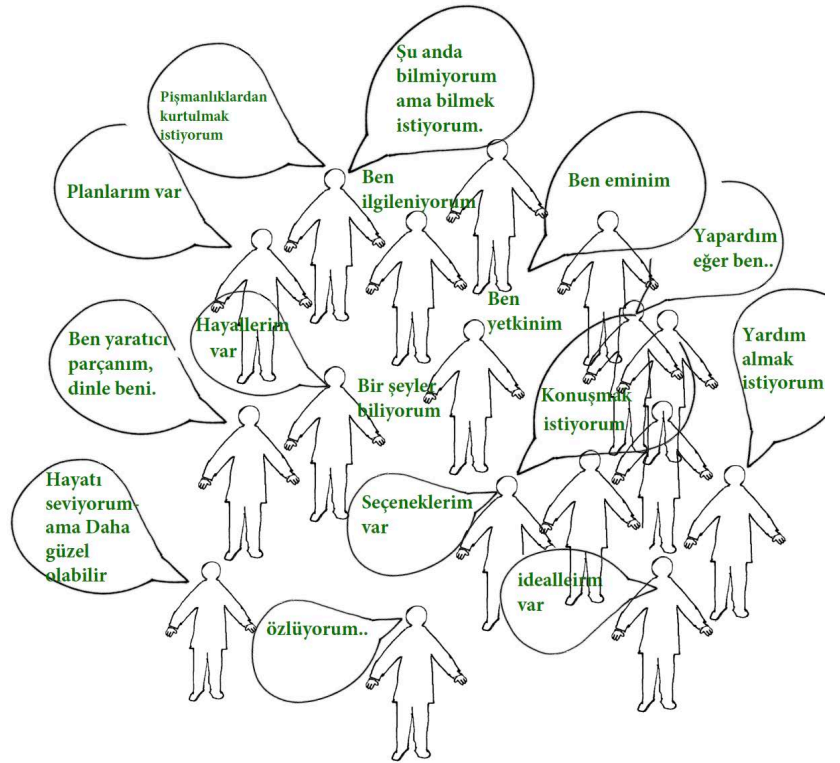 Şu anda
bilmiyorum
ama bilmek
istiyorum.
Pişmanlıklardan
kurtulmak
istiyorum
Planlarım var
Ben
ilgileniyorum
Ben eminim
Yapardım
eğer ben..
Ben yaratıcı
parçanım,
dinle beni.
Hayallerim
var
Ben
yetkinim
Yardım
almak
istiyorum
Bir şeyler
biliyorum
Konuşmak
istiyorum
Hayatı
seviyorum-
ama Daha
güzel
olabilir
Seçeneklerim
var
idealleirm
var
özlüyorum..